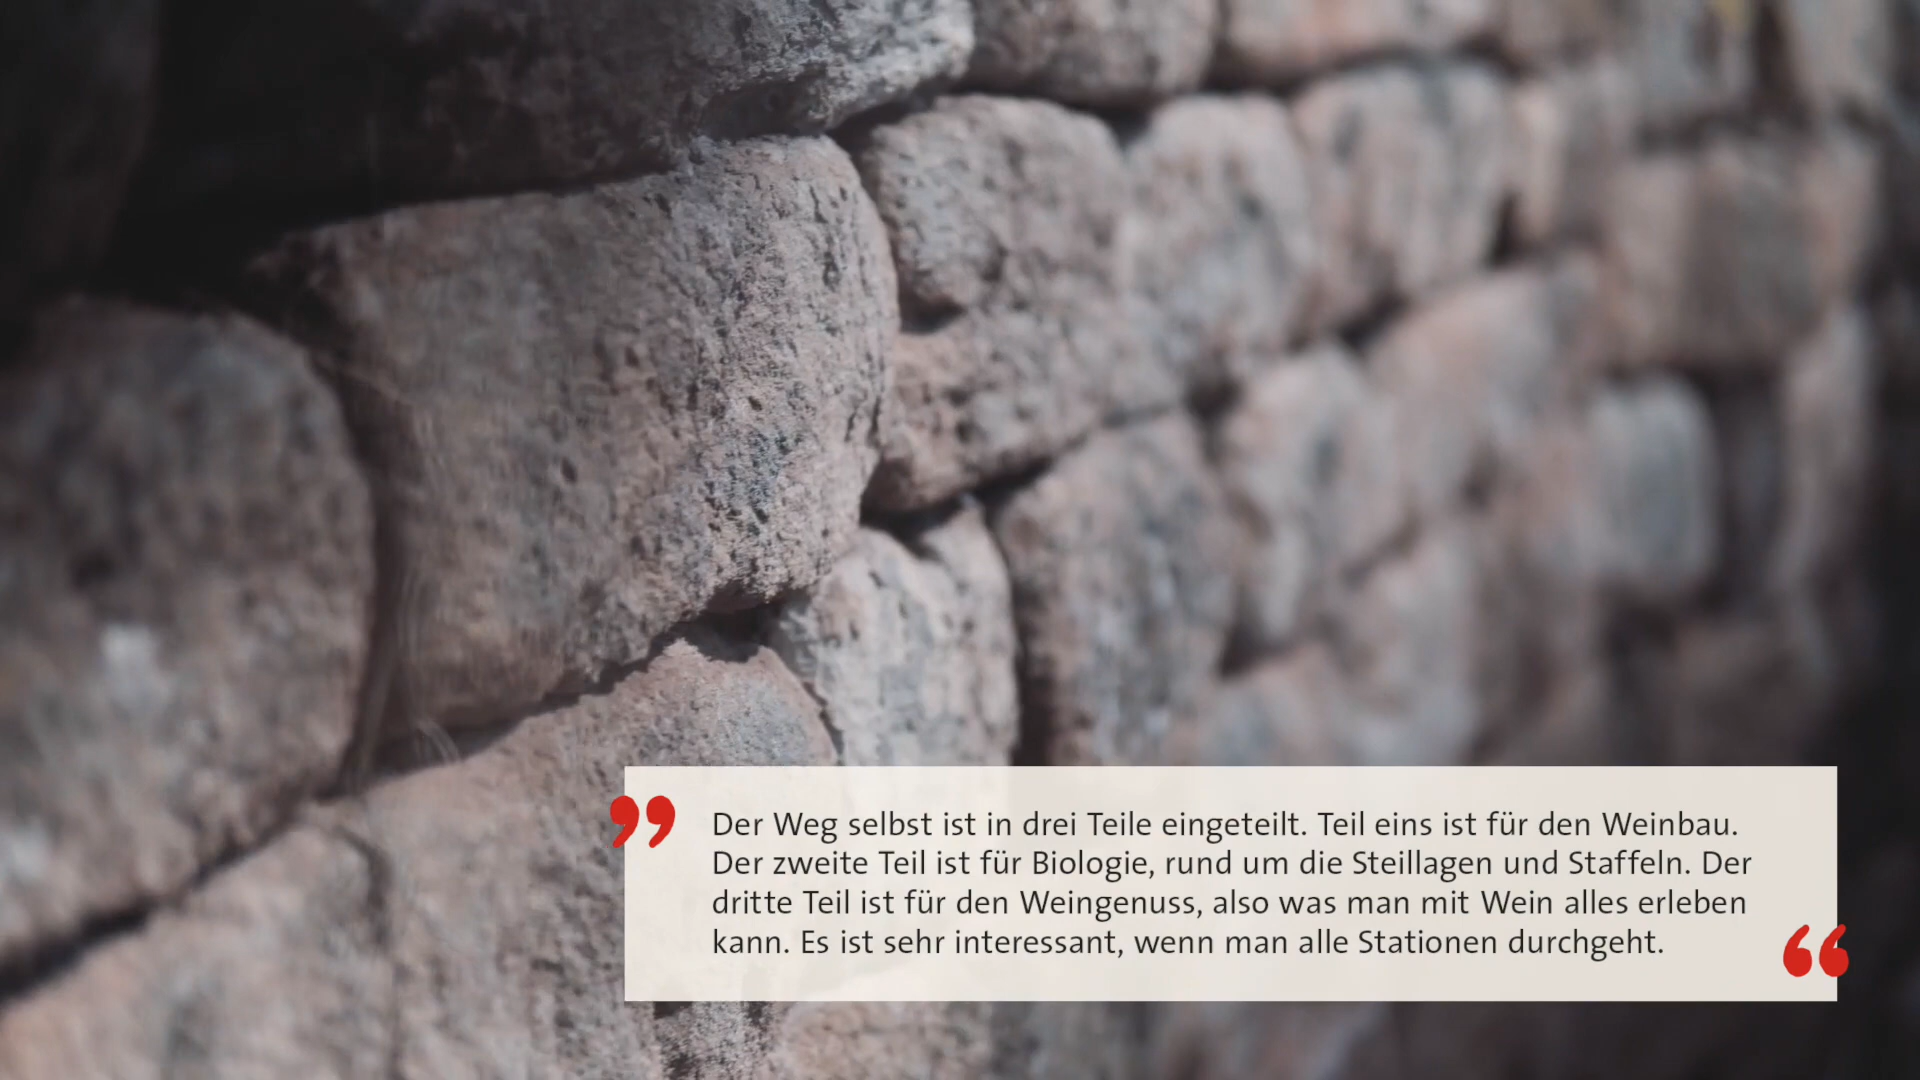 Der Weg selbst ist in drei Teile eingeteilt. Teil eins ist für den Weinbau.
Der zweite Teil ist für Biologie, rund um die Steillagen und Staffeln. Der
dritte Teil ist für den Weingenuss, also was man mit Wein alles erleben
kann. Es ist sehr interessant, wenn man alle Stationen durchgeht.